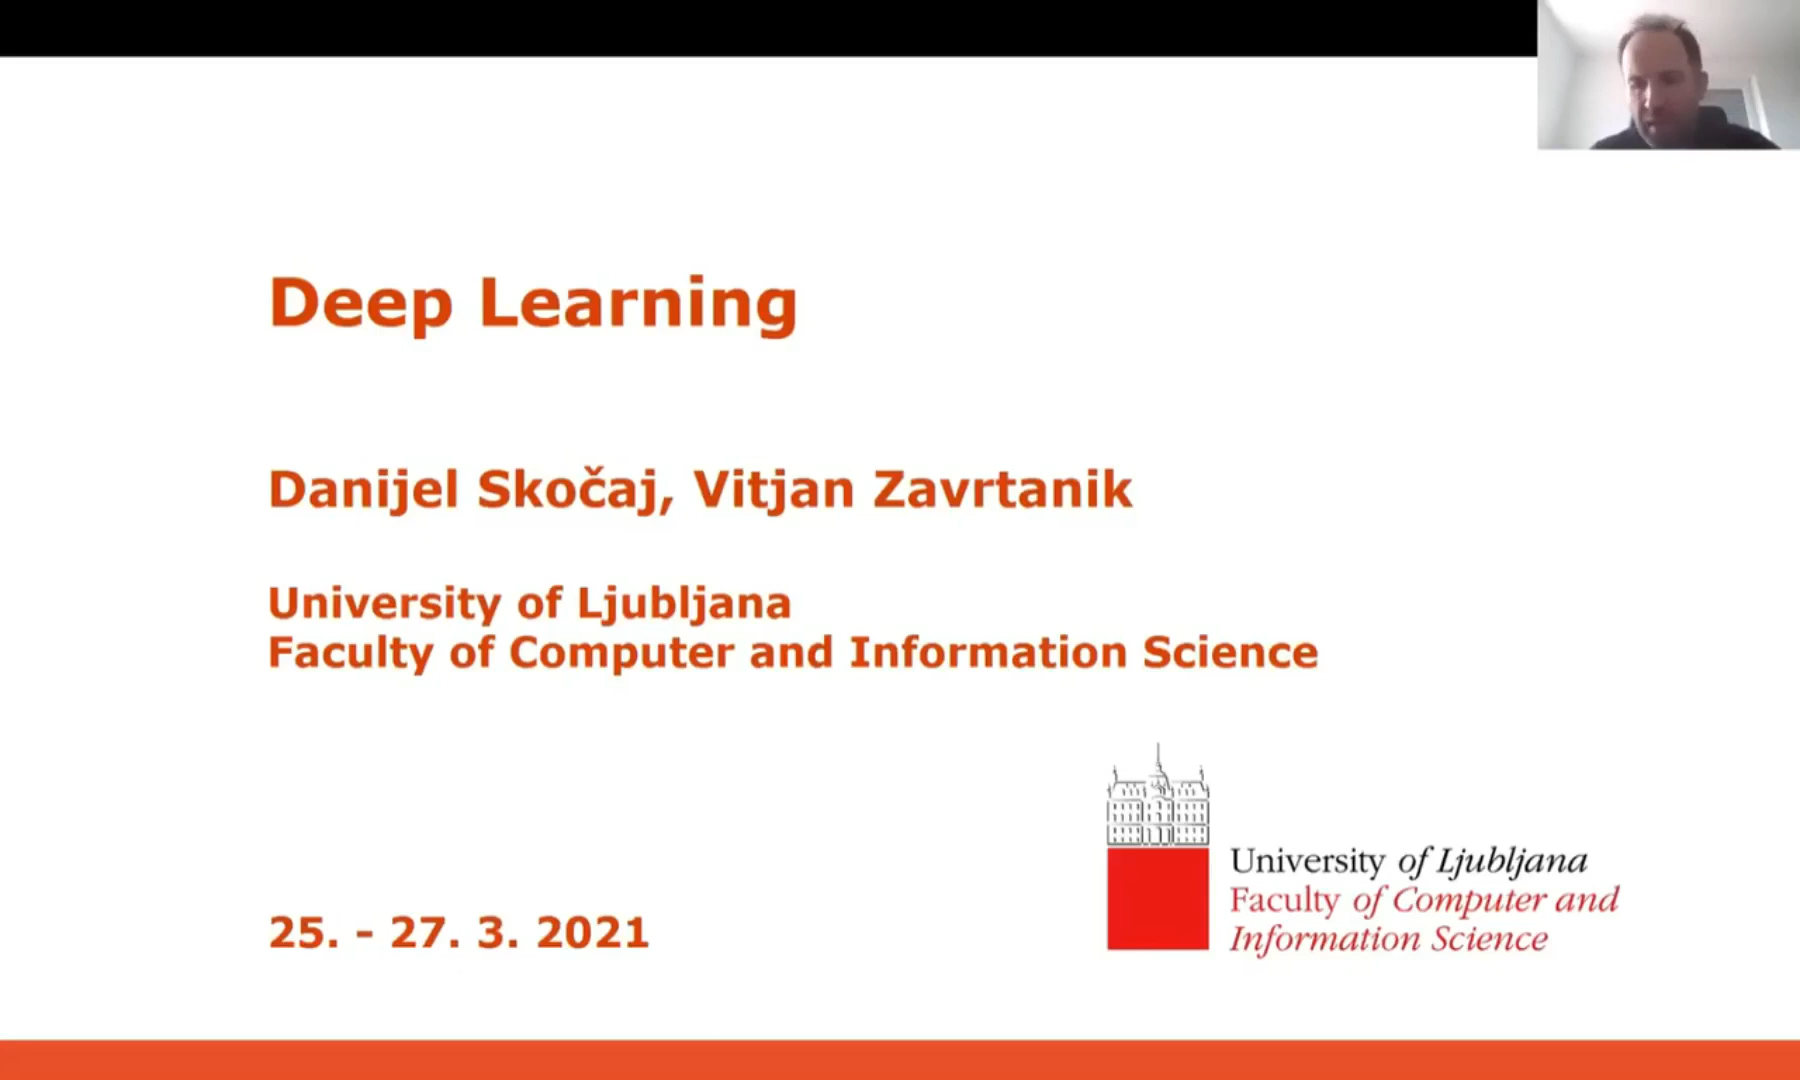 Deep Learning
Danijel Skočaj, Vitjan Zavrtanik
University of Ljubljana
Faculty of Computer and Information Science
25. - 27. 3. 2021
University of Ljubljana
Faculty of Computer and
Information Science